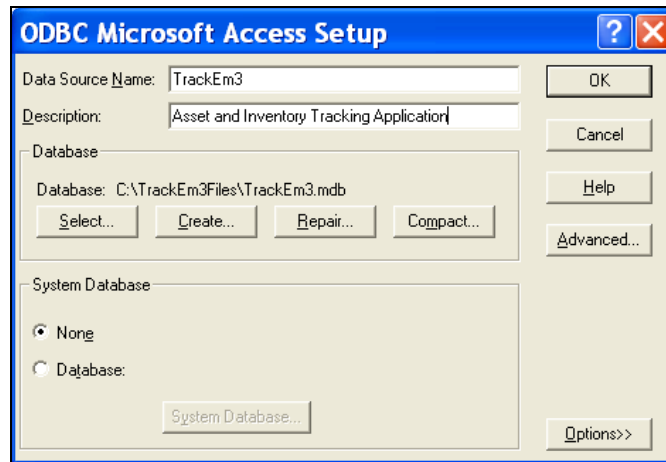 ODBC Microsoft Access Setup
Data Source Name: TrackEm3
OK
Description: Asset and Inventory Tracking Application
Cancel
Database
Database: C:\TrackEm3Files\TrackEm3.mdb
Help
Select... Create... Repair... Compact...
Advanced...
System Database
None
Database:
System Database...
Options>>